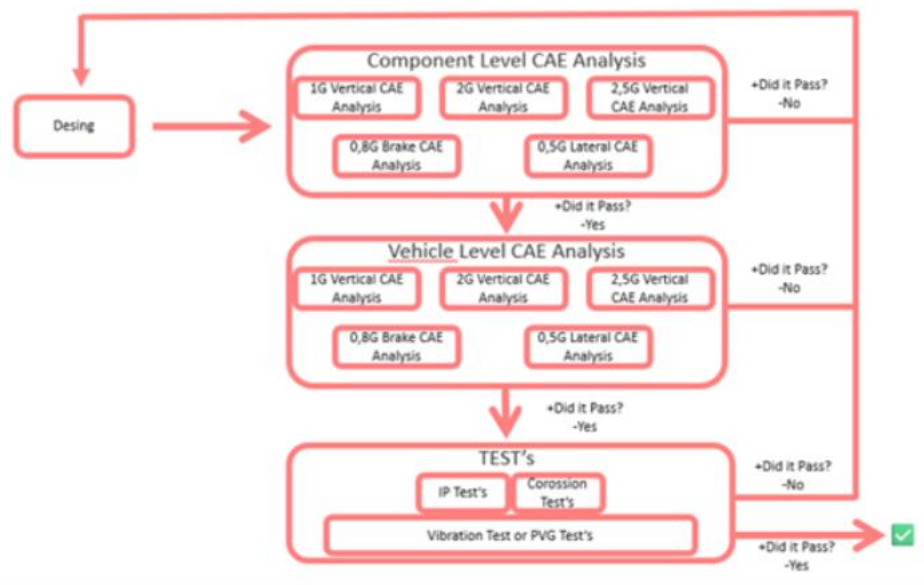 Component Level CAE Analysis
1G Vertical CAE
Analysis
2G Vertical CAE
Analysis
2,5G Vertical
CAE Analysis
+Did it Pass?
-No
Desing
0,8G Brake CAE
Analysis
0,5G Lateral CAE
Analysis
+Did it Pass?
-Yes
Vehicle Level CAE Analysis
1G Vertical CAE
Analysis
2G Vertical CAE
Analysis
2,5G Vertical
CAE Analysis
+Did it Pass?
-No
0,8G Brake CAE
Analysis
0,5G Lateral CAE
Analysis
+Did it Pass?
-Yes
TEST's
IP Test's
Corossion
Test's
+Did it Pass?
-No
Vibration Test or PVG Test's
+Did it Pass?
-Yes